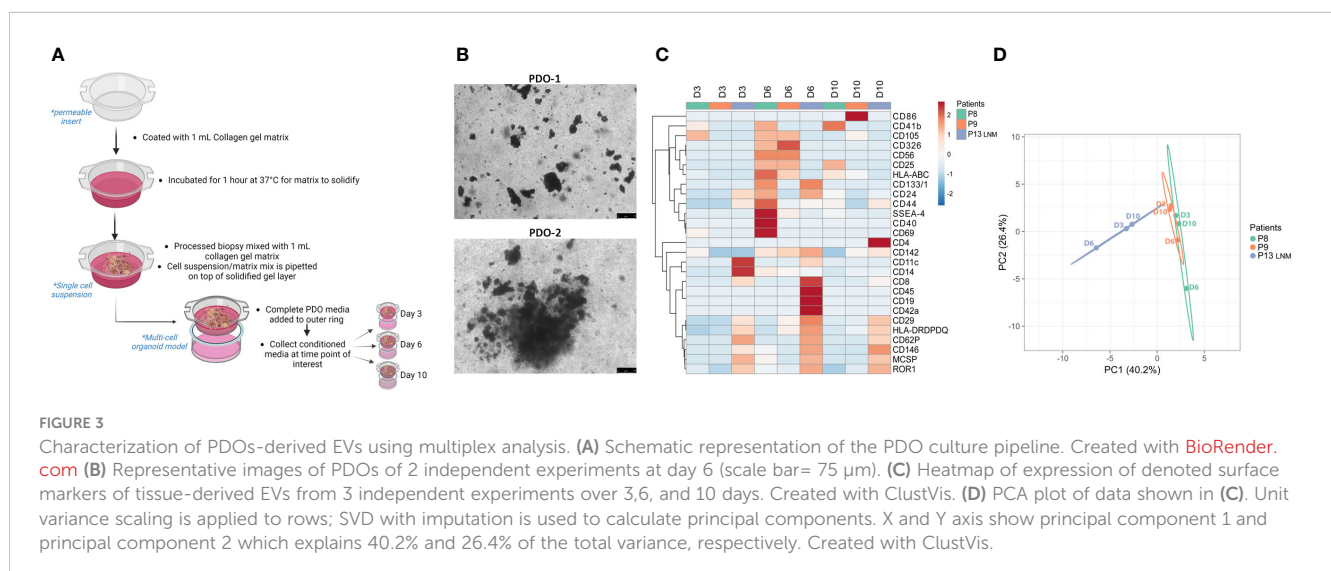 A
*permeable
insert
• Coated with 1 mL Collagen gel matrix
• Incubated for 1 hour at 37°C for matrix to solidify
• Processed biopsy mixed with 1 mL
collagen gel matrix
• Cell suspension/matrix mix is pipetted
on top of solidified gel layer
*Single cell
suspension
• Complete PDO media
added to outer ring
*Multi-cell
organoid model
• Collect conditioned
media at time point of
interest
Day 3
Day 6
Day 10
B
PDO-1
PDO-2
C
D3
D3
D3
D6
D6
D6
D10
D10
D10
CD86
CD41b
CD105
CD326
CD56
CD25
HLA-ABC
CD133/1
CD24
CD44
SSEA-4
CD40
CD69
CD4
CD142
CD11c
CD14
CD8
CD45
CD19
CD42a
CD29
HLA-DRDPDQ
CD62P
CD146
MCSP
ROR1
Patients
P8
P9
P13 LNM
2
1
0
-1
-2
D
PC2 (26.4%)
10
5
0
-5
-10
D3
D10
D6
D3
D10
D6
D3
D10
D6
-10
-5
0
5
PC1 (40.2%)
Patients
P8
P9
P13 LNM
FIGURE 3
Characterization of PDOs-derived EVs using multiplex analysis. (A) Schematic representation of the PDO culture pipeline. Created with BioRender.
com (B) Representative images of PDOs of 2 independent experiments at day 6 (scale bar= 75 µm). (C) Heatmap of expression of denoted surface
markers of tissue-derived EVs from 3 independent experiments over 3,6, and 10 days. Created with ClustVis. (D) PCA plot of data shown in (C). Unit
variance scaling is applied to rows; SVD with imputation is used to calculate principal components. X and Y axis show principal component 1 and
principal component 2 which explains 40.2% and 26.4% of the total variance, respectively. Created with ClustVis.